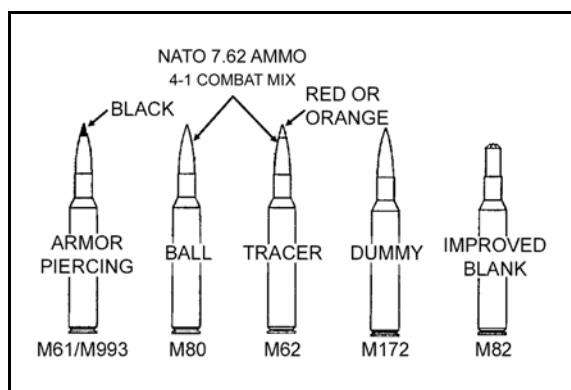 NATO 7.62 AMMO
4-1 COMBAT MIX
BLACK
RED OR
ORANGE
ARMOR
PIERCING
BALL
TRACER
DUMMY
IMPROVED
BLANK
M61/M993
M80
M62
M172
M82